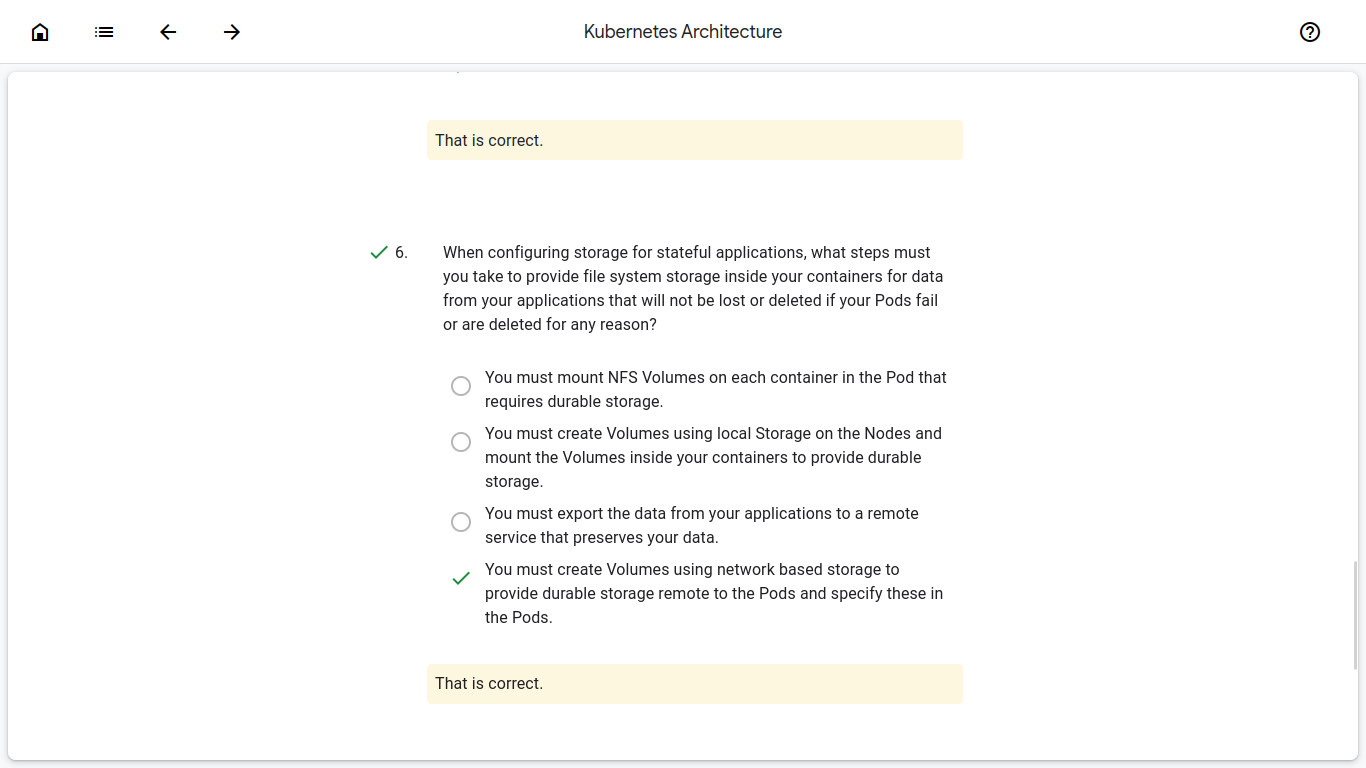 Kubernetes Architecture
That is correct.
6.
When configuring storage for stateful applications, what steps must
you take to provide file system storage inside your containers for data
from your applications that will not be lost or deleted if your Pods fail
or are deleted for any reason?
You must mount NFS Volumes on each container in the Pod that
requires durable storage.
You must create Volumes using local Storage on the Nodes and
mount the Volumes inside your containers to provide durable
storage.
You must export the data from your applications to a remote
service that preserves your data.
You must create Volumes using network based storage to
provide durable storage remote to the Pods and specify these in
the Pods.
That is correct.